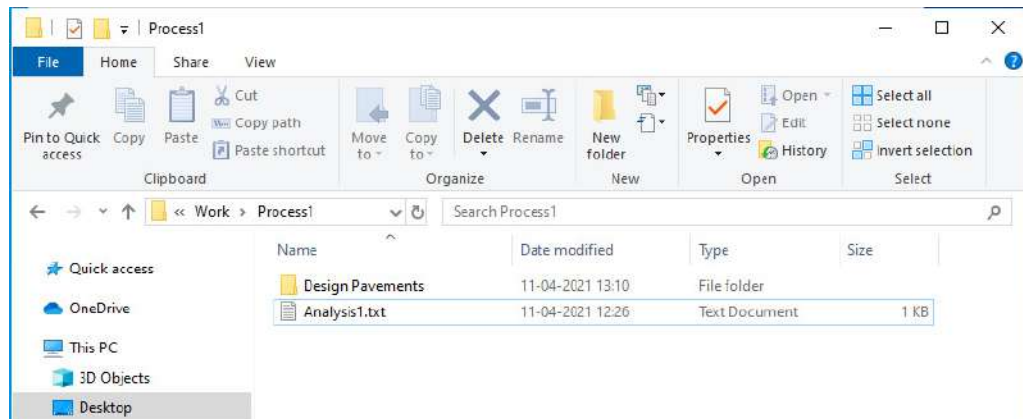 Process1
File Home Share View
Pin to Quick access
Copy
Paste
Cut
Copy path
Paste shortcut
Clipboard
Move to
Copy to
Delete
Rename
Organize
New folder
New
Properties
Open
Edit
History
Open
Select all
Select none
Invert selection
Select
« Work > Process1
Search Process1
Name Date modified Type Size
Design Pavements 11-04-2021 13:10 File folder
Analysis1.txt 11-04-2021 12:26 Text Document 1 KB
Quick access
OneDrive
This PC
3D Objects
Desktop